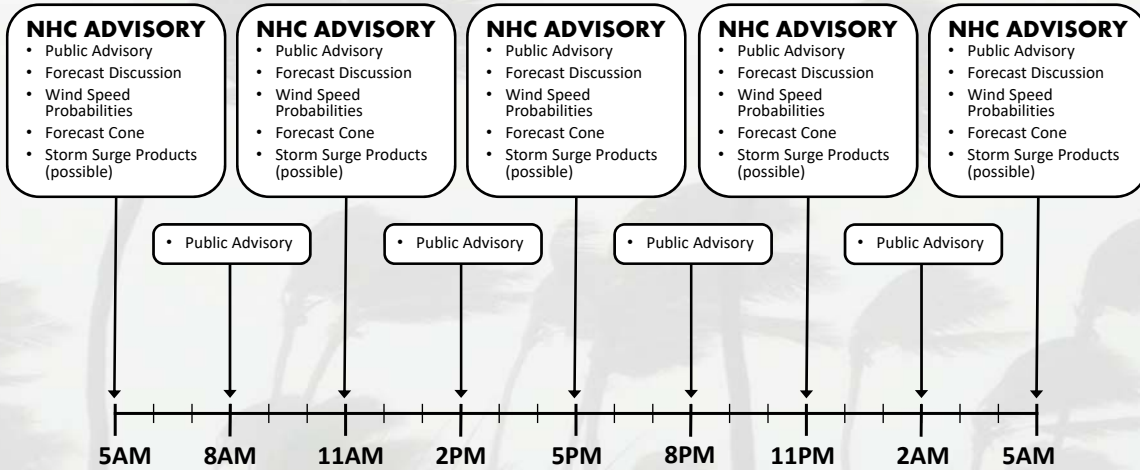 NHC ADVISORY
• Public Advisory
• Forecast Discussion
• Wind Speed
Probabilities
• Forecast Cone
• Storm Surge Products
(possible)
NHC ADVISORY
• Public Advisory
• Forecast Discussion
• Wind Speed
Probabilities
• Forecast Cone
• Storm Surge Products
(possible)
NHC ADVISORY
• Public Advisory
• Forecast Discussion
• Wind Speed
Probabilities
• Forecast Cone
• Storm Surge Products
(possible)
NHC ADVISORY
• Public Advisory
• Forecast Discussion
• Wind Speed
Probabilities
• Forecast Cone
• Storm Surge Products
(possible)
NHC ADVISORY
• Public Advisory
• Forecast Discussion
• Wind Speed
Probabilities
• Forecast Cone
• Storm Surge Products
(possible)
• Public Advisory
• Public Advisory
• Public Advisory
• Public Advisory
5AM 8AM 11AM 2PM 5PM 8PM 11PM 2AM 5AM